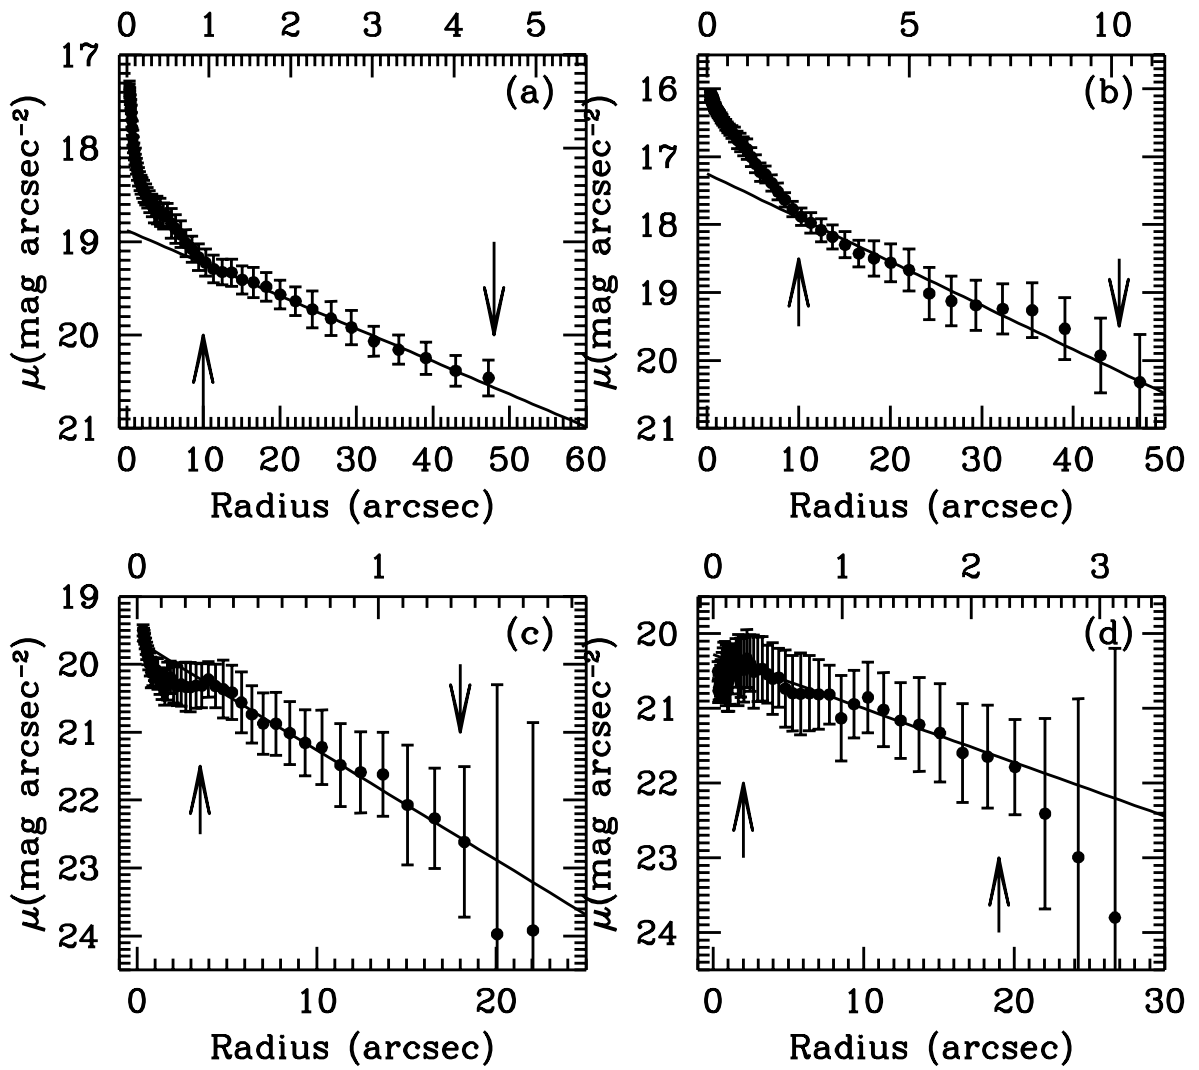 0 1 2 3 4 5
17
18
19
20
21
(a)
μ(mag arcsec⁻²)
0 10 20 30 40 50 60
Radius (arcsec)
0 5 10
16
17
18
19
20
21
(b)
μ(mag arcsec⁻²)
0 10 20 30 40 50
Radius (arcsec)
0 1
19
20
21
22
23
24
(c)
μ(mag arcsec⁻²)
0 10 20
Radius (arcsec)
0 1 2 3
20
21
22
23
24
(d)
μ(mag arcsec⁻²)
0 10 20 30
Radius (arcsec)